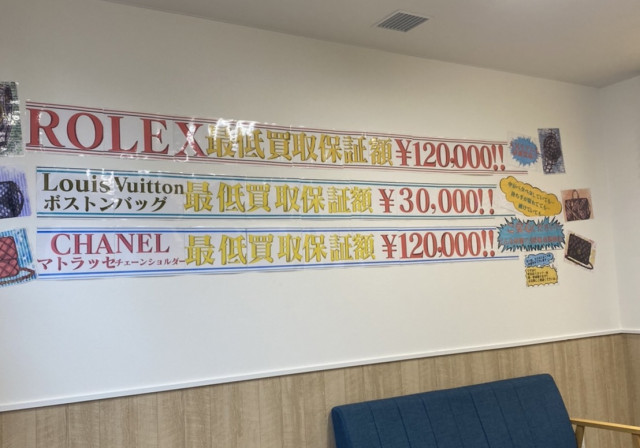 ROLEX最低買取保証額￥120,000!!
Louis Vuitton
ボストンバッグ
最低買取保証額￥30,000!!
CHANEL
マトラッセチェーンショルダー
最低買取保証額￥120,000!!